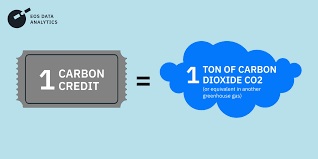 EOS DATA
ANALYTICS
1 CARBON
CREDIT
=
1 TON OF CARBON
DIOXIDE CO2
(or equivalent in another
greenhouse gas)